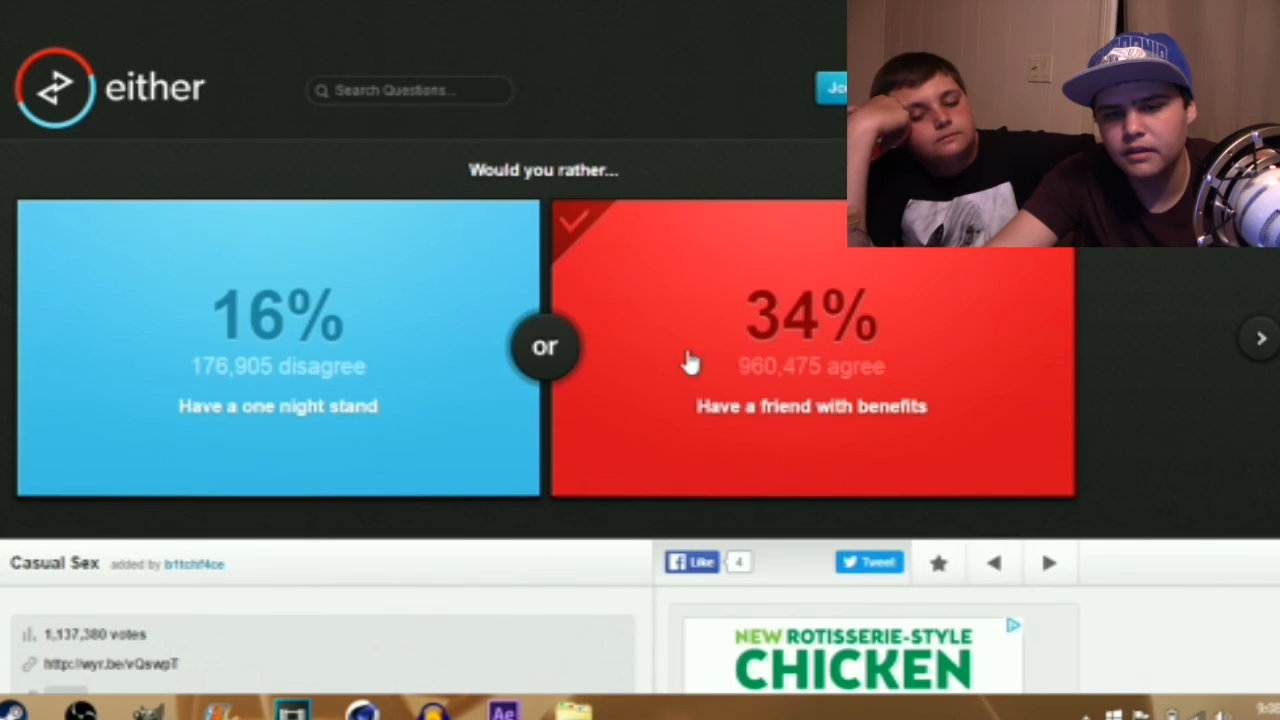 either
Search Questions...
Would you rather...
16%
176,905 disagree
Have a one night stand
or
34%
960,475 agree
Have a friend with benefits
Casual Sex added by b1tchf4ce
Like 4
Tweet
1,137,380 votes
http://wyr.be/vQswpT
NEW ROTISSERIE-STYLE
CHICKEN
Ae